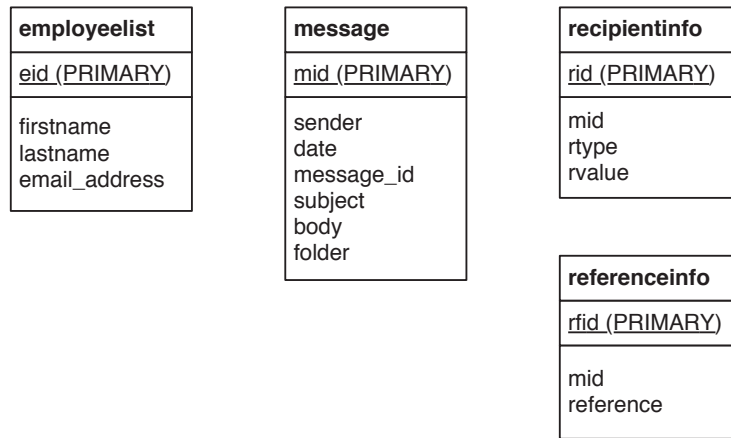 employeelist
eid (PRIMARY)
firstname
lastname
email_address
message
mid (PRIMARY)
sender
date
message_id
subject
body
folder
recipientinfo
rid (PRIMARY)
mid
rtype
rvalue
referenceinfo
rfid (PRIMARY)
mid
reference